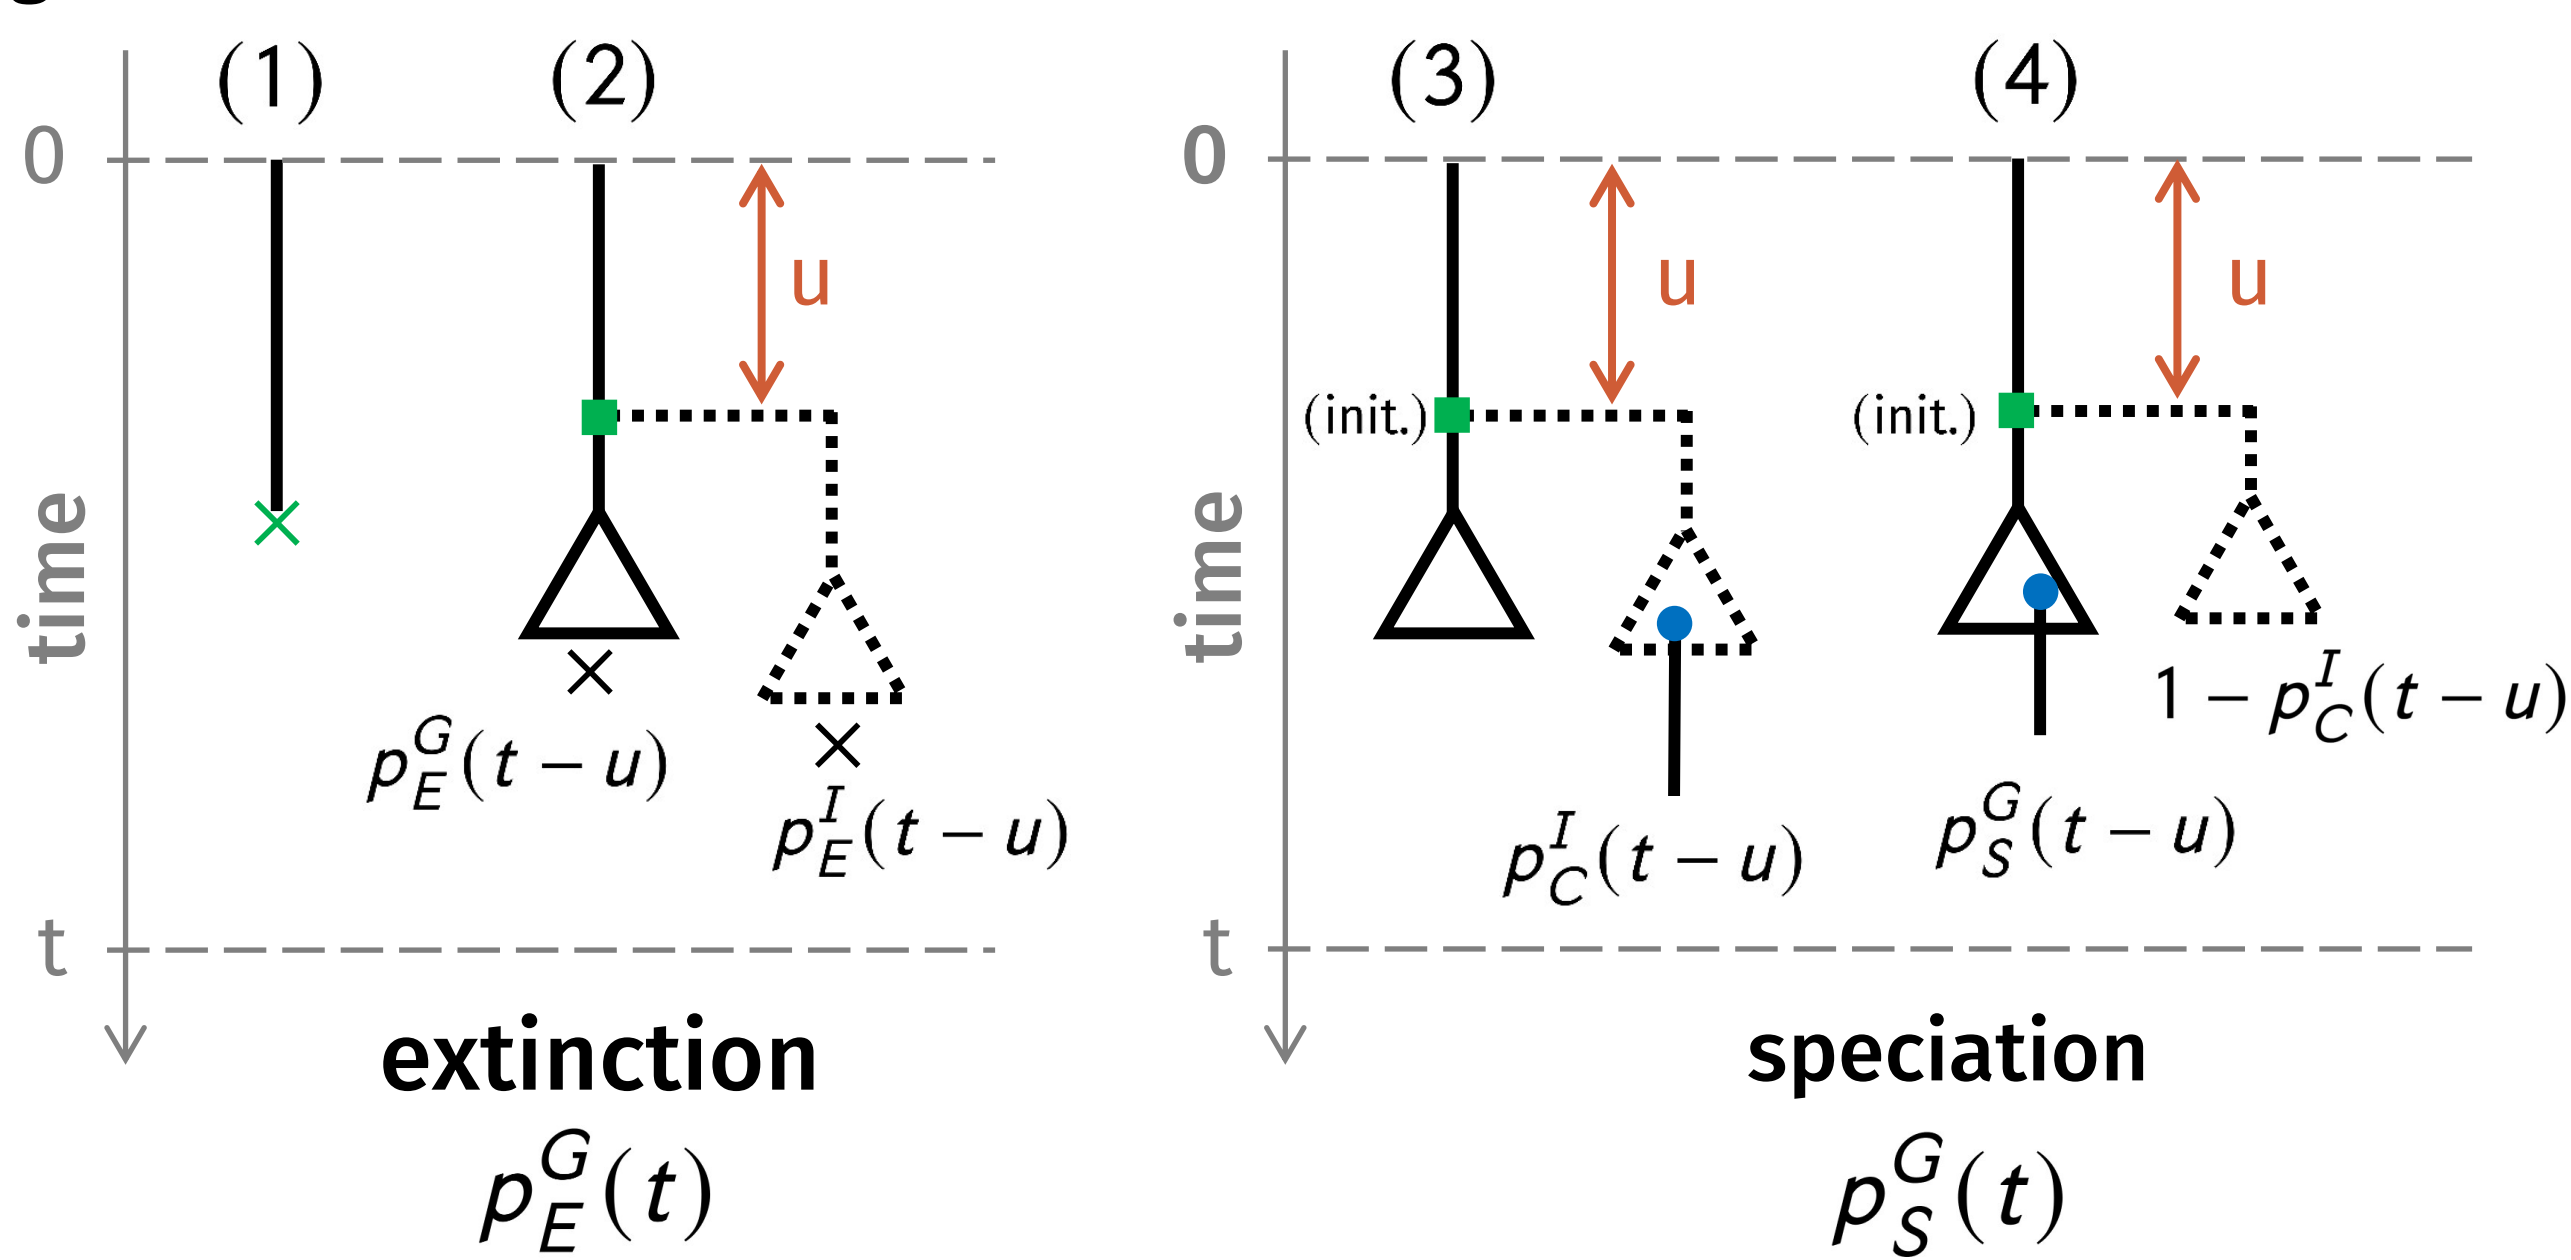 (1) (2)
0
u
time
$p_E^G(t-u)$
$p_E^I(t-u)$
t
extinction
$p_E^G(t)$
(3) (4)
0
u u
(init.) (init.)
time
$1-p_C^I(t-u)$
$p_C^I(t-u)$
$p_S^G(t-u)$
t
speciation
$p_S^G(t)$